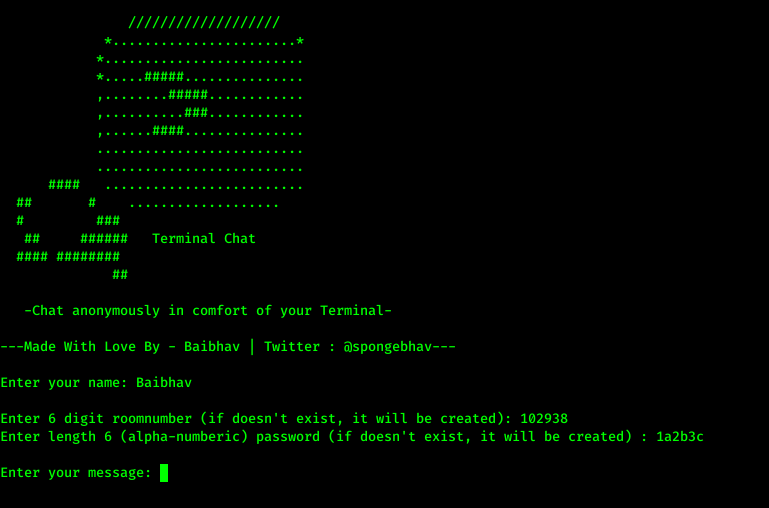 ///////////////////
             *.......................*
            *.........................
            *.....#####...............
            ,........#####............
            ,..........###............
            ,......####...............
            ..........................
            ..........................
      ####   .........................
  ##       #    ...................
  #         ###
   ##     ######   Terminal Chat
  #### ########
              ##
   -Chat anonymously in comfort of your Terminal-
---Made With Love By - Baibhav | Twitter : @spongebhav---
Enter your name: Baibhav
Enter 6 digit roomnumber (if doesn't exist, it will be created): 102938
Enter length 6 (alpha-numberic) password (if doesn't exist, it will be created) : 1a2b3c
Enter your message: